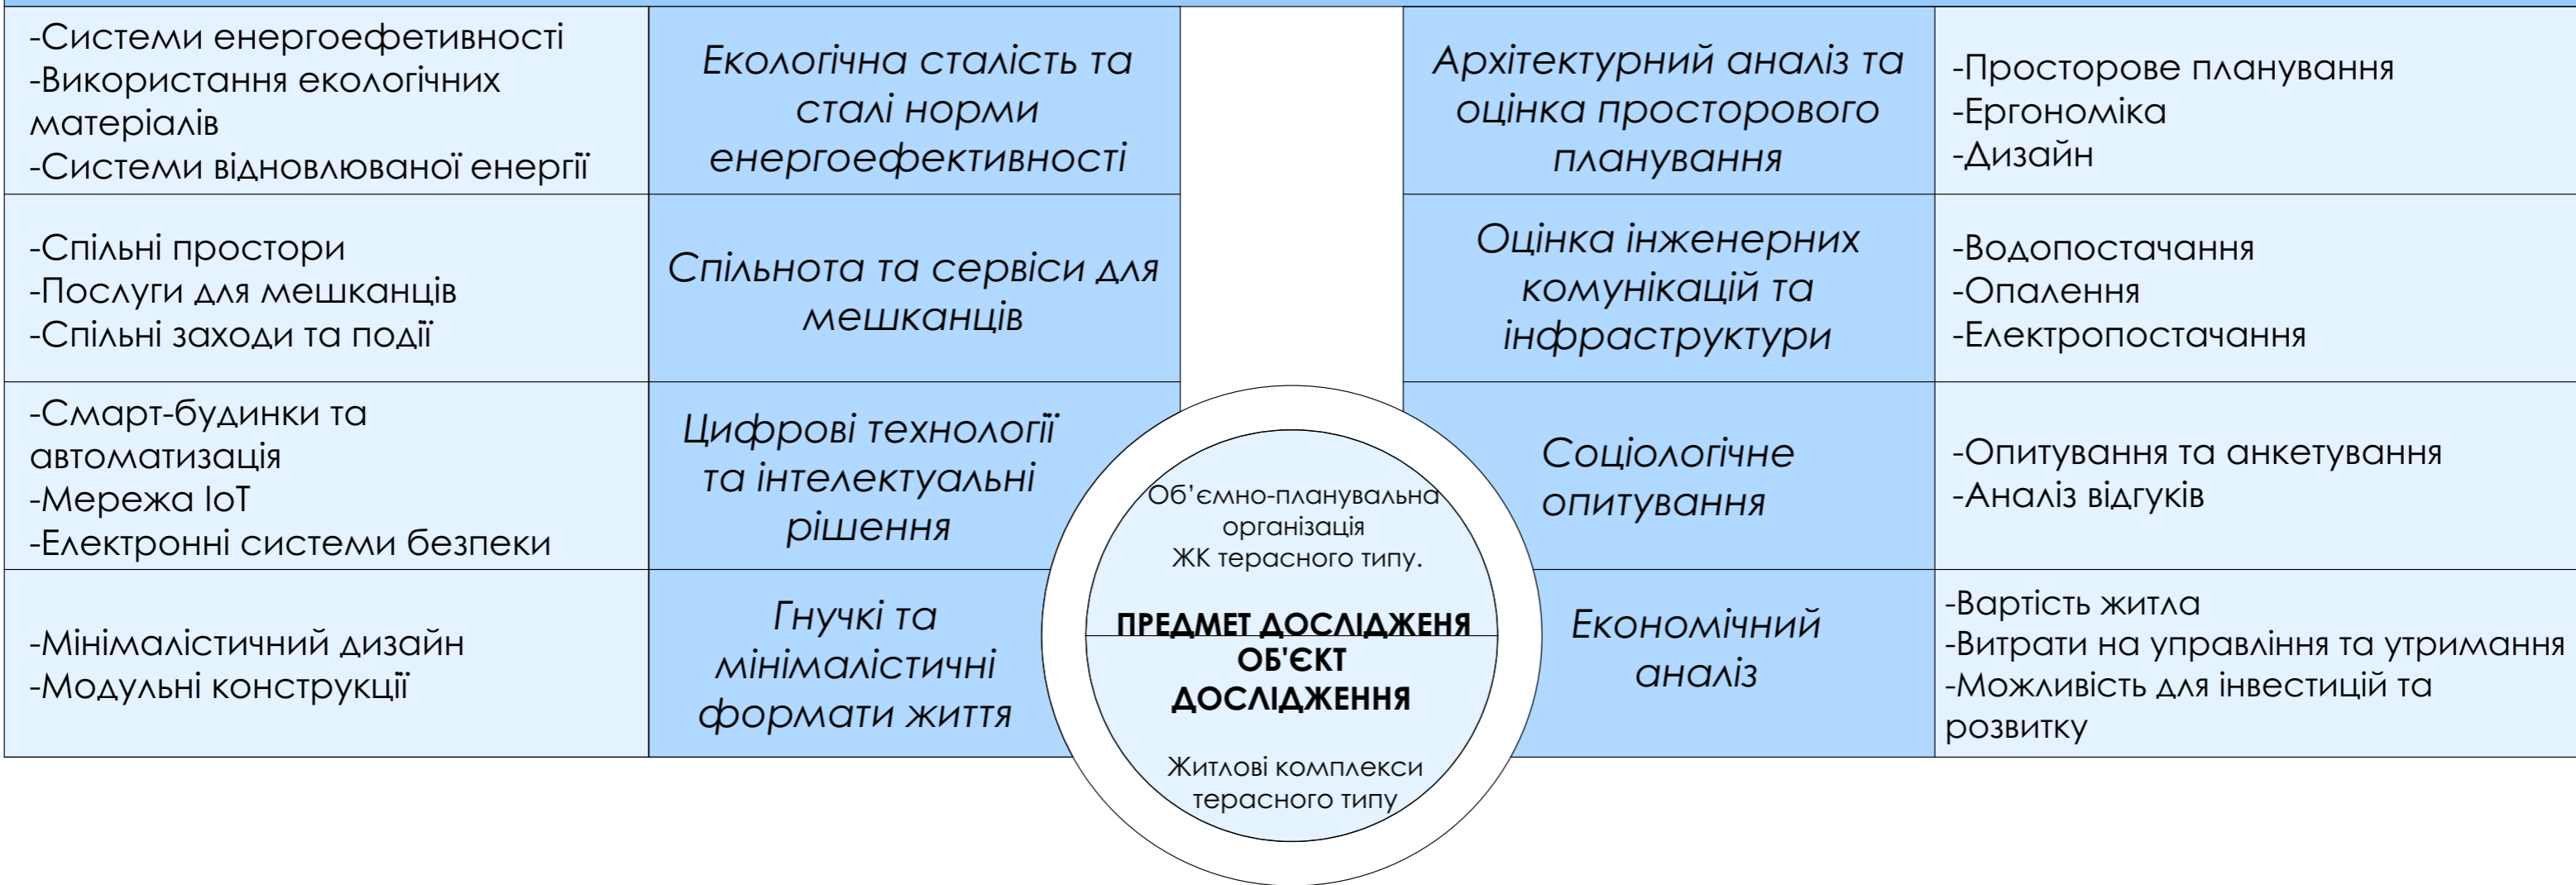 -Системи енергоефетивності
-Використання екологічних
матеріалів
-Системи відновлюваної енергії
Екологічна сталість та
сталі норми
енергоефективності
Архітектурний аналіз та
оцінка просторового
планування
-Просторове планування
-Ергономіка
-Дизайн
-Спільні простори
-Послуги для мешканців
-Спільні заходи та події
Спільнота та сервіси для
мешканців
Оцінка інженерних
комунікацій та
інфраструктури
-Водопостачання
-Опалення
-Електропостачання
-Смарт-будинки та
автоматизація
-Мережа IoT
-Електронні системи безпеки
Цифрові технології
та інтелектуальні
рішення
Соціологічне
опитування
-Опитування та анкетування
-Аналіз відгуків
-Мінімалістичний дизайн
-Модульні конструкції
Гнучкі та
мінімалістичні
формати життя
Об’ємно-планувальна
організація
ЖК терасного типу.
ПРЕДМЕТ ДОСЛІДЖЕНЯ
ОБ'ЄКТ
ДОСЛІДЖЕННЯ
Житлові комплекси
терасного типу
Економічний
аналіз
-Вартість житла
-Витрати на управління та утримання
-Можливість для інвестицій та
розвитку